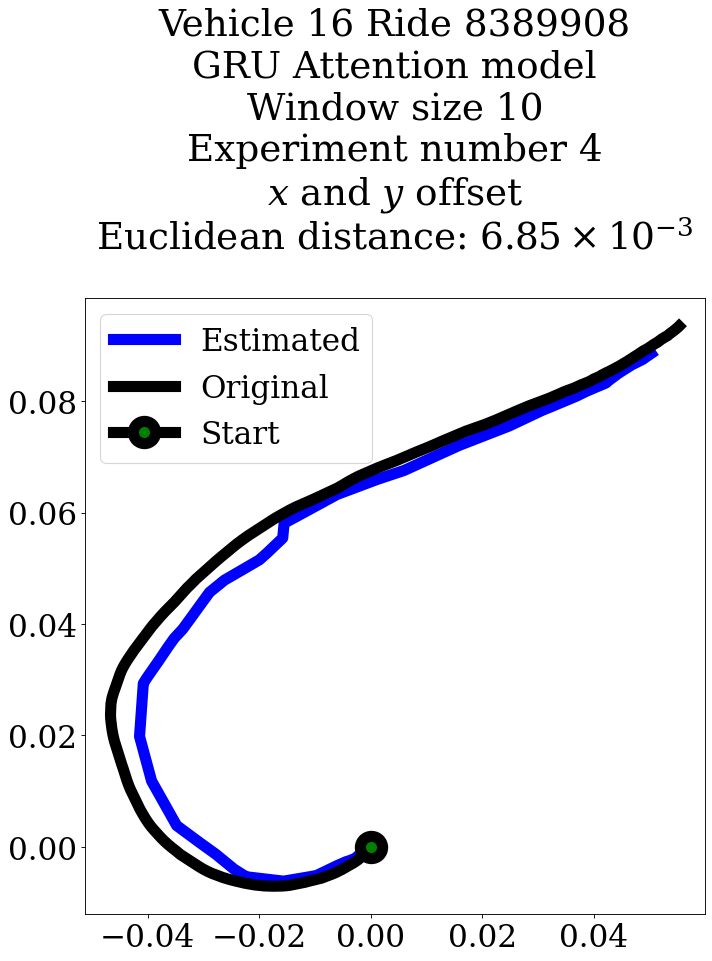 Vehicle 16 Ride 8389908
GRU Attention model
Window size 10
Experiment number 4
x and y offset
Euclidean distance: 6.85 × 10⁻³
Estimated
Original
Start
0.08
0.06
0.04
0.02
0.00
−0.04 −0.02 0.00 0.02 0.04